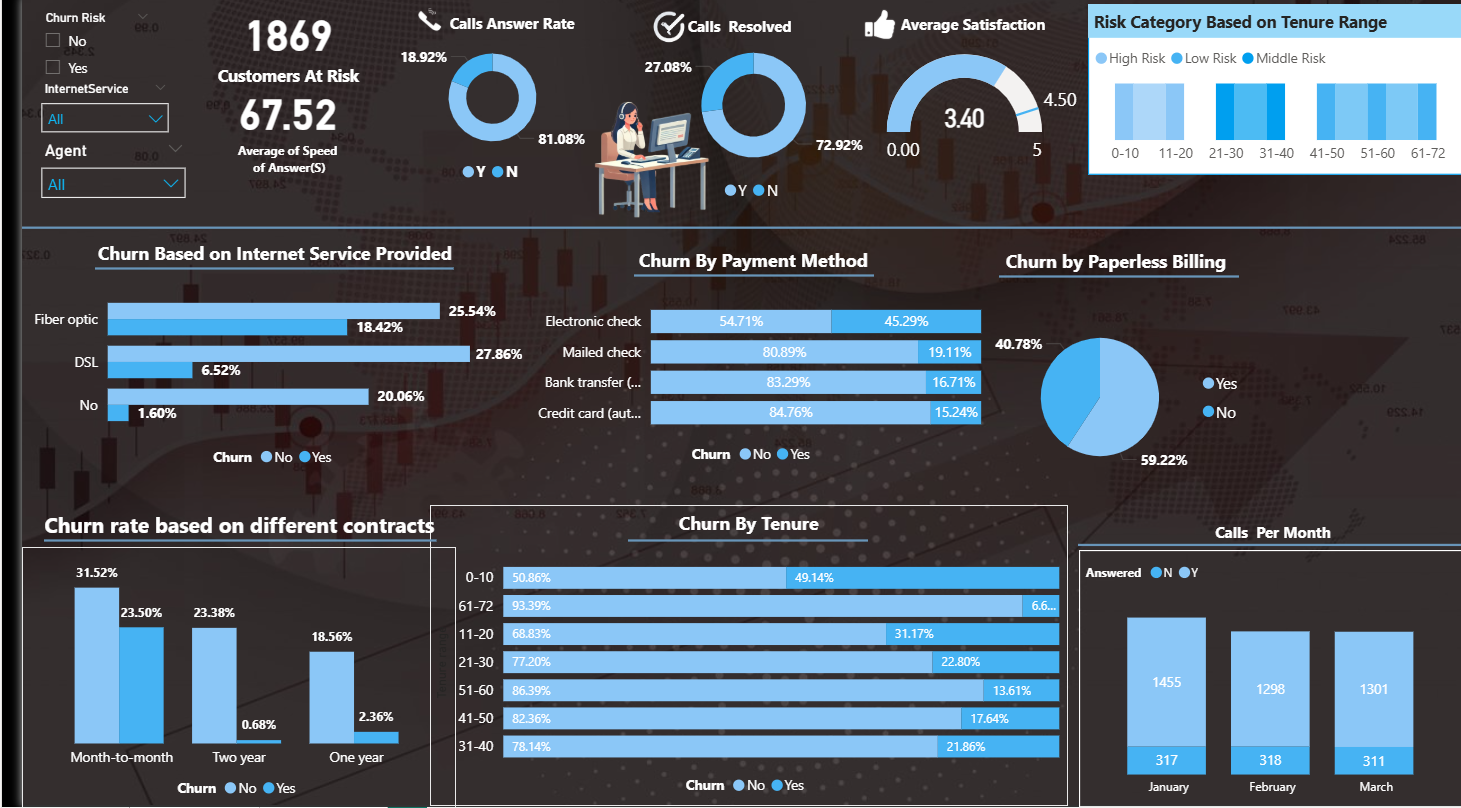 Churn Risk
No
Yes
InternetService
All
Agent
All
1869
Customers At Risk
67.52
Average of Speed
of Answer(S)
Calls Answer Rate
18.92%
81.08%
Y N
Calls Resolved
27.08%
72.92%
Y N
Average Satisfaction
3.40
4.50
0.00
5
Risk Category Based on Tenure Range
High Risk Low Risk Middle Risk
0-10 11-20 21-30 31-40 41-50 51-60 61-72
Churn Based on Internet Service Provided
Fiber optic 25.54%
18.42%
DSL 27.86%
6.52%
No 20.06%
1.60%
Churn No Yes
Churn By Payment Method
Electronic check 54.71% 45.29%
Mailed check 80.89% 19.11%
Bank transfer (... 83.29% 16.71%
Credit card (aut... 84.76% 15.24%
Churn No Yes
Churn by Paperless Billing
40.78%
59.22%
Yes
No
Churn rate based on different contracts
31.52%
23.50%
23.38%
0.68%
18.56%
2.36%
Month-to-month Two year One year
Churn No Yes
Churn By Tenure
0-10 50.86% 49.14%
61-72 93.39% 6.6...
11-20 68.83% 31.17%
21-30 77.20% 22.80%
51-60 86.39% 13.61%
41-50 82.36% 17.64%
31-40 78.14% 21.86%
Churn No Yes
Calls Per Month
Answered N Y
1455 1298 1301
317 318 311
January February March